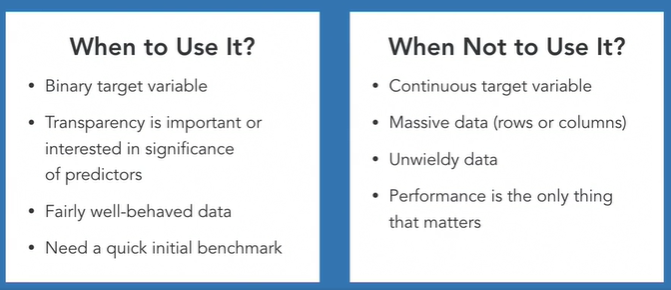 When to Use It?
• Binary target variable
• Transparency is important or
interested in significance
of predictors
• Fairly well-behaved data
• Need a quick initial benchmark
When Not to Use It?
• Continuous target variable
• Massive data (rows or columns)
• Unwieldy data
• Performance is the only thing
that matters